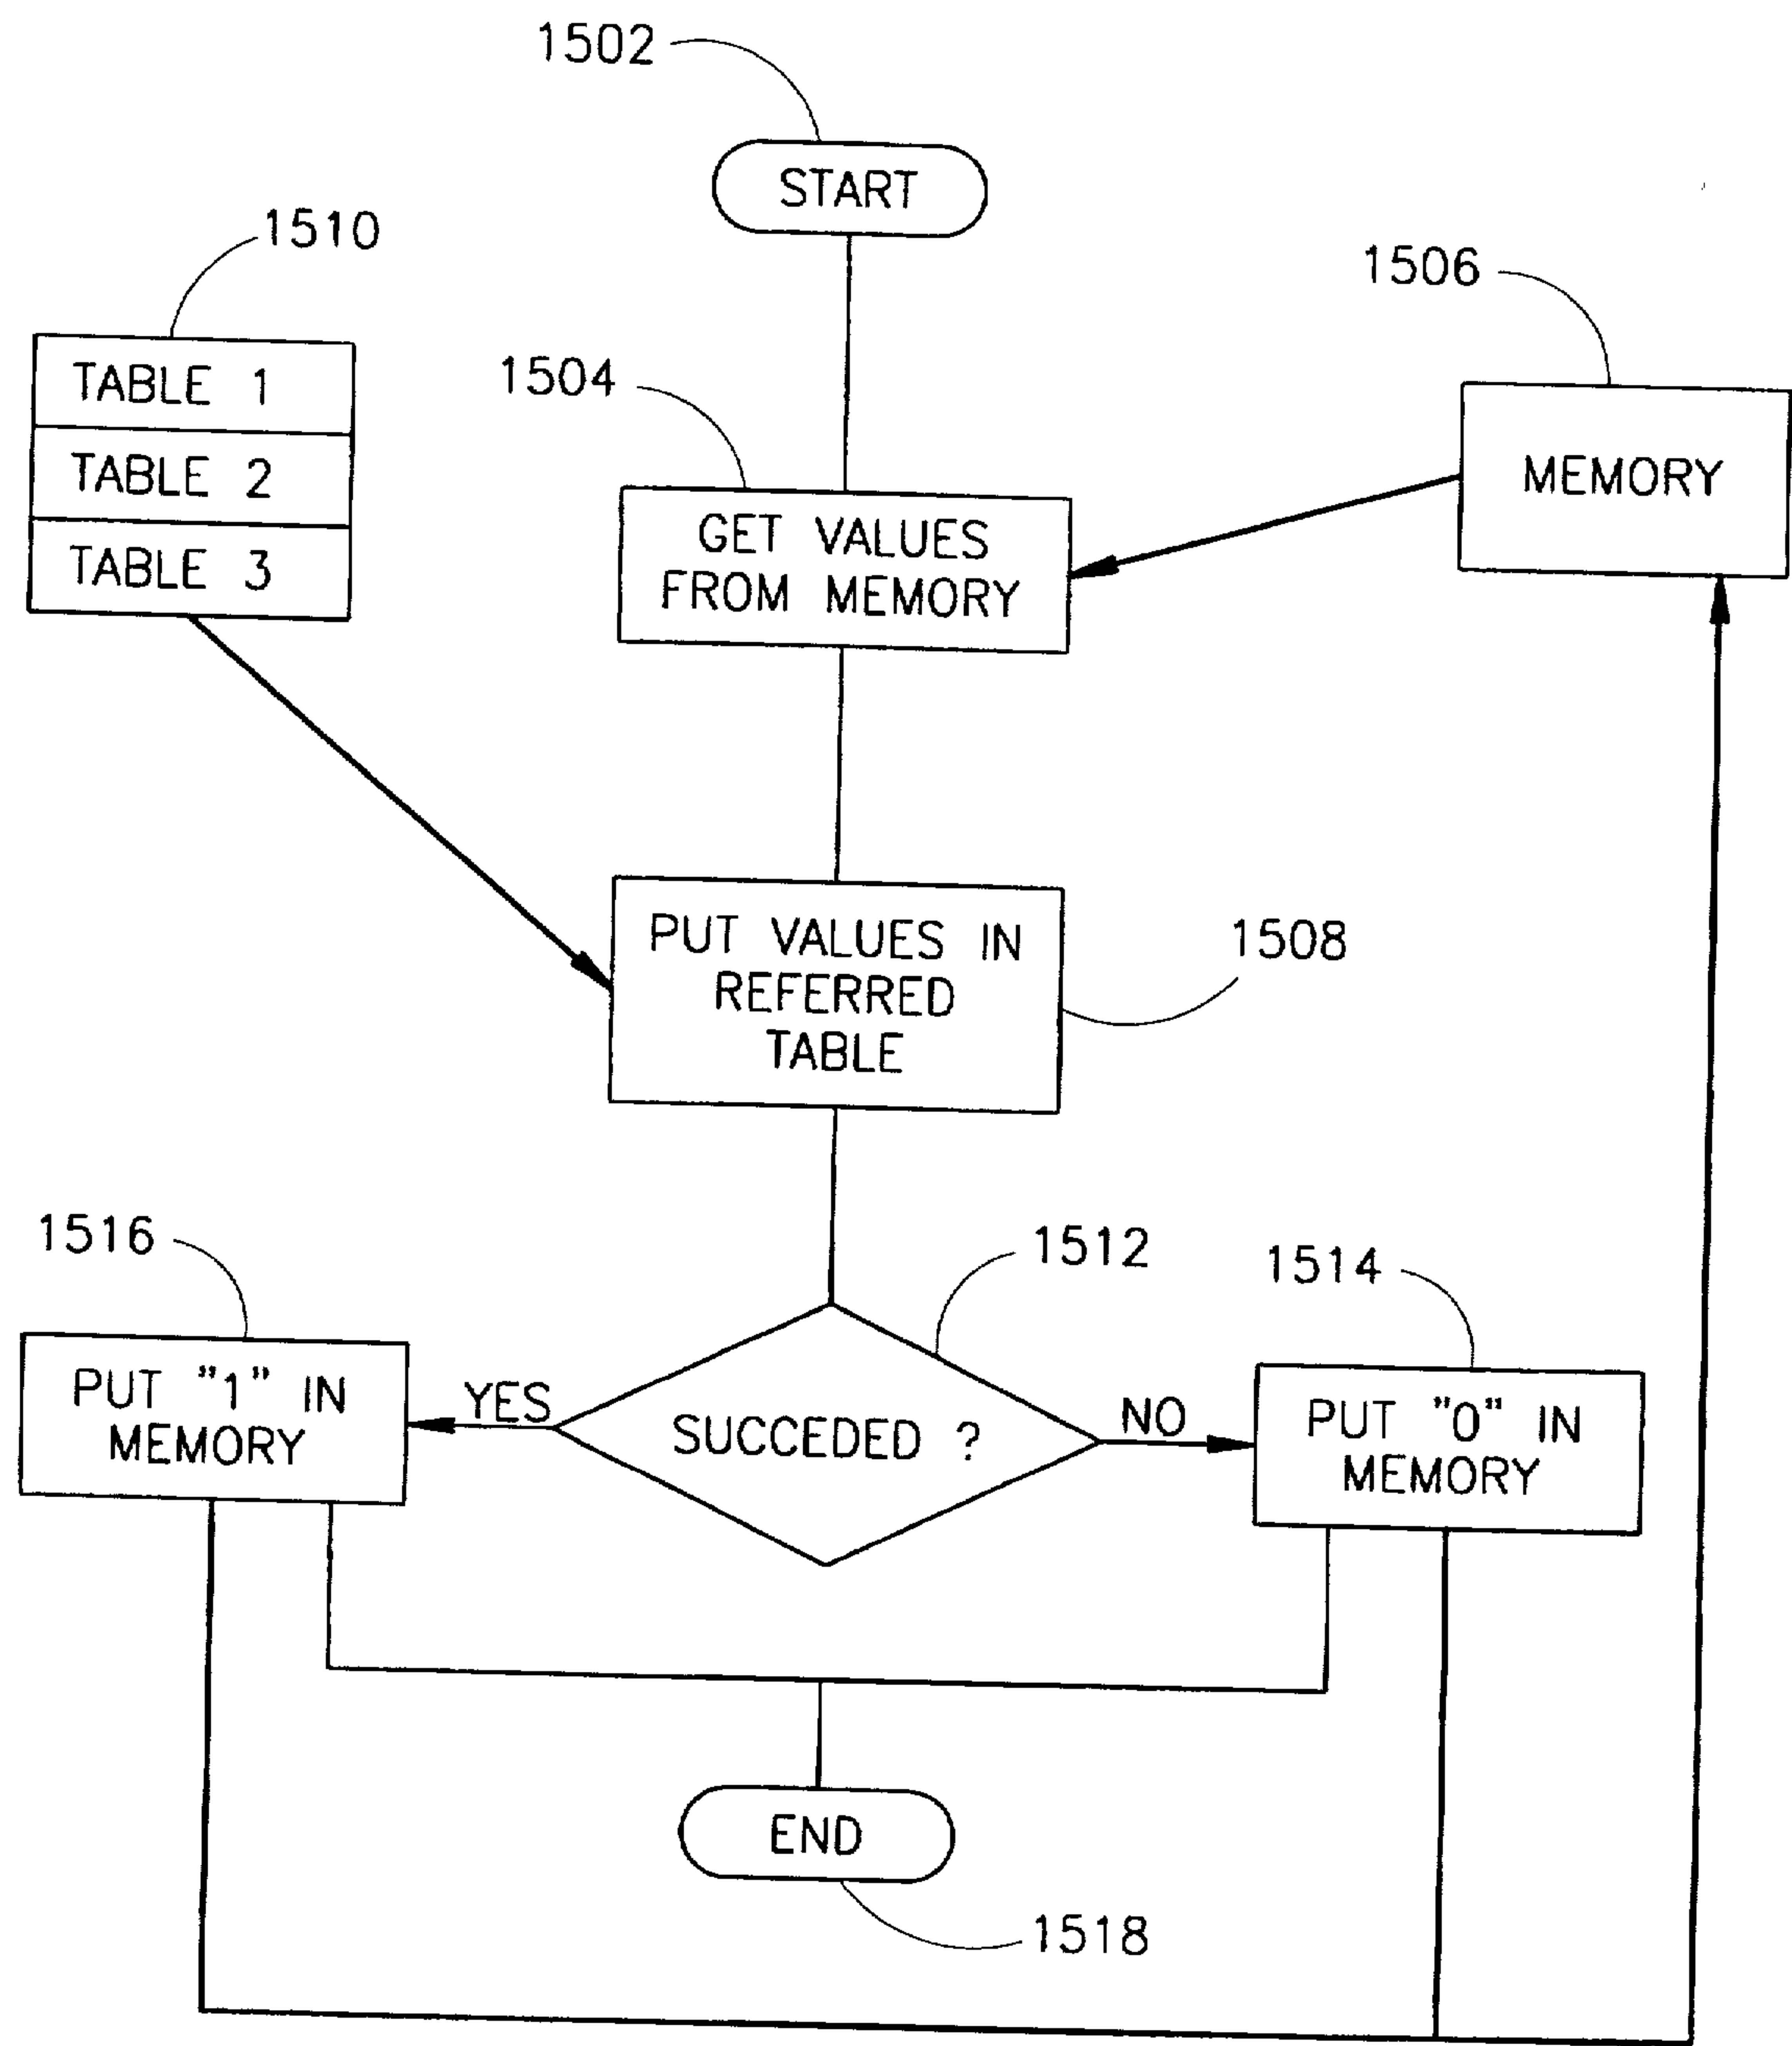 1502
START
1510
1506
TABLE 1
TABLE 2
TABLE 3
1504
MEMORY
GET VALUES
FROM MEMORY
PUT VALUES IN
REFERRED
TABLE
1508
1516
1512
1514
PUT "1" IN
MEMORY
YES
SUCCEDED ?
NO
PUT "0" IN
MEMORY
END
1518